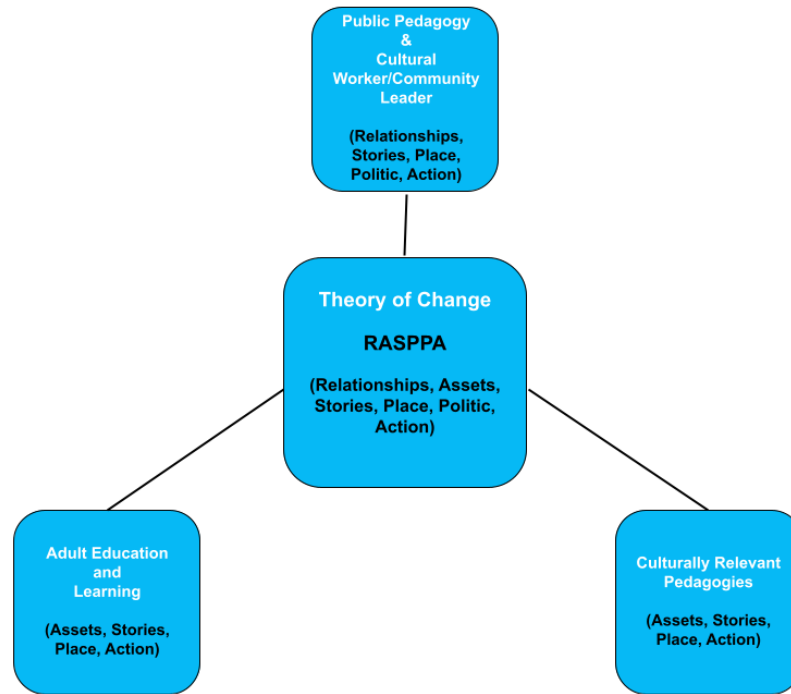 Public Pedagogy
&
Cultural
Worker/Community
Leader
(Relationships,
Stories, Place,
Politic, Action)
Theory of Change
RASPPA
(Relationships, Assets,
Stories, Place, Politic,
Action)
Adult Education
and
Learning
(Assets, Stories,
Place, Action)
Culturally Relevant
Pedagogies
(Assets, Stories,
Place, Action)